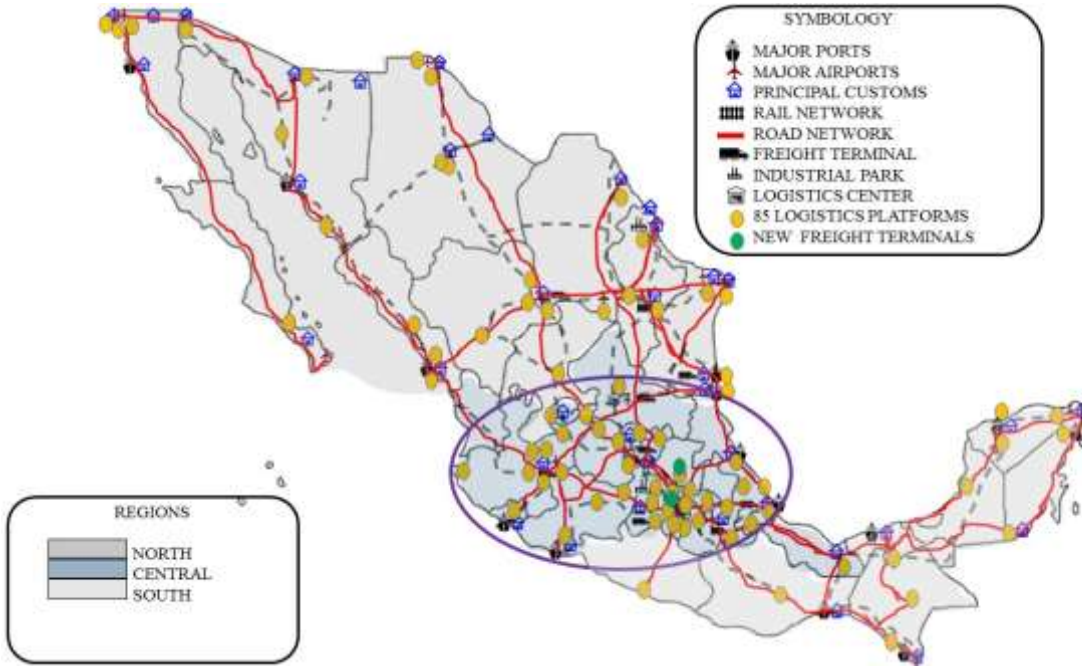 SYMBOLOGY
MAJOR PORTS
MAJOR AIRPORTS
PRINCIPAL CUSTOMS
RAIL NETWORK
ROAD NETWORK
FREIGHT TERMINAL
INDUSTRIAL PARK
LOGISTICS CENTER
85 LOGISTICS PLATFORMS
NEW FREIGHT TERMINALS
REGIONS
NORTH
CENTRAL
SOUTH